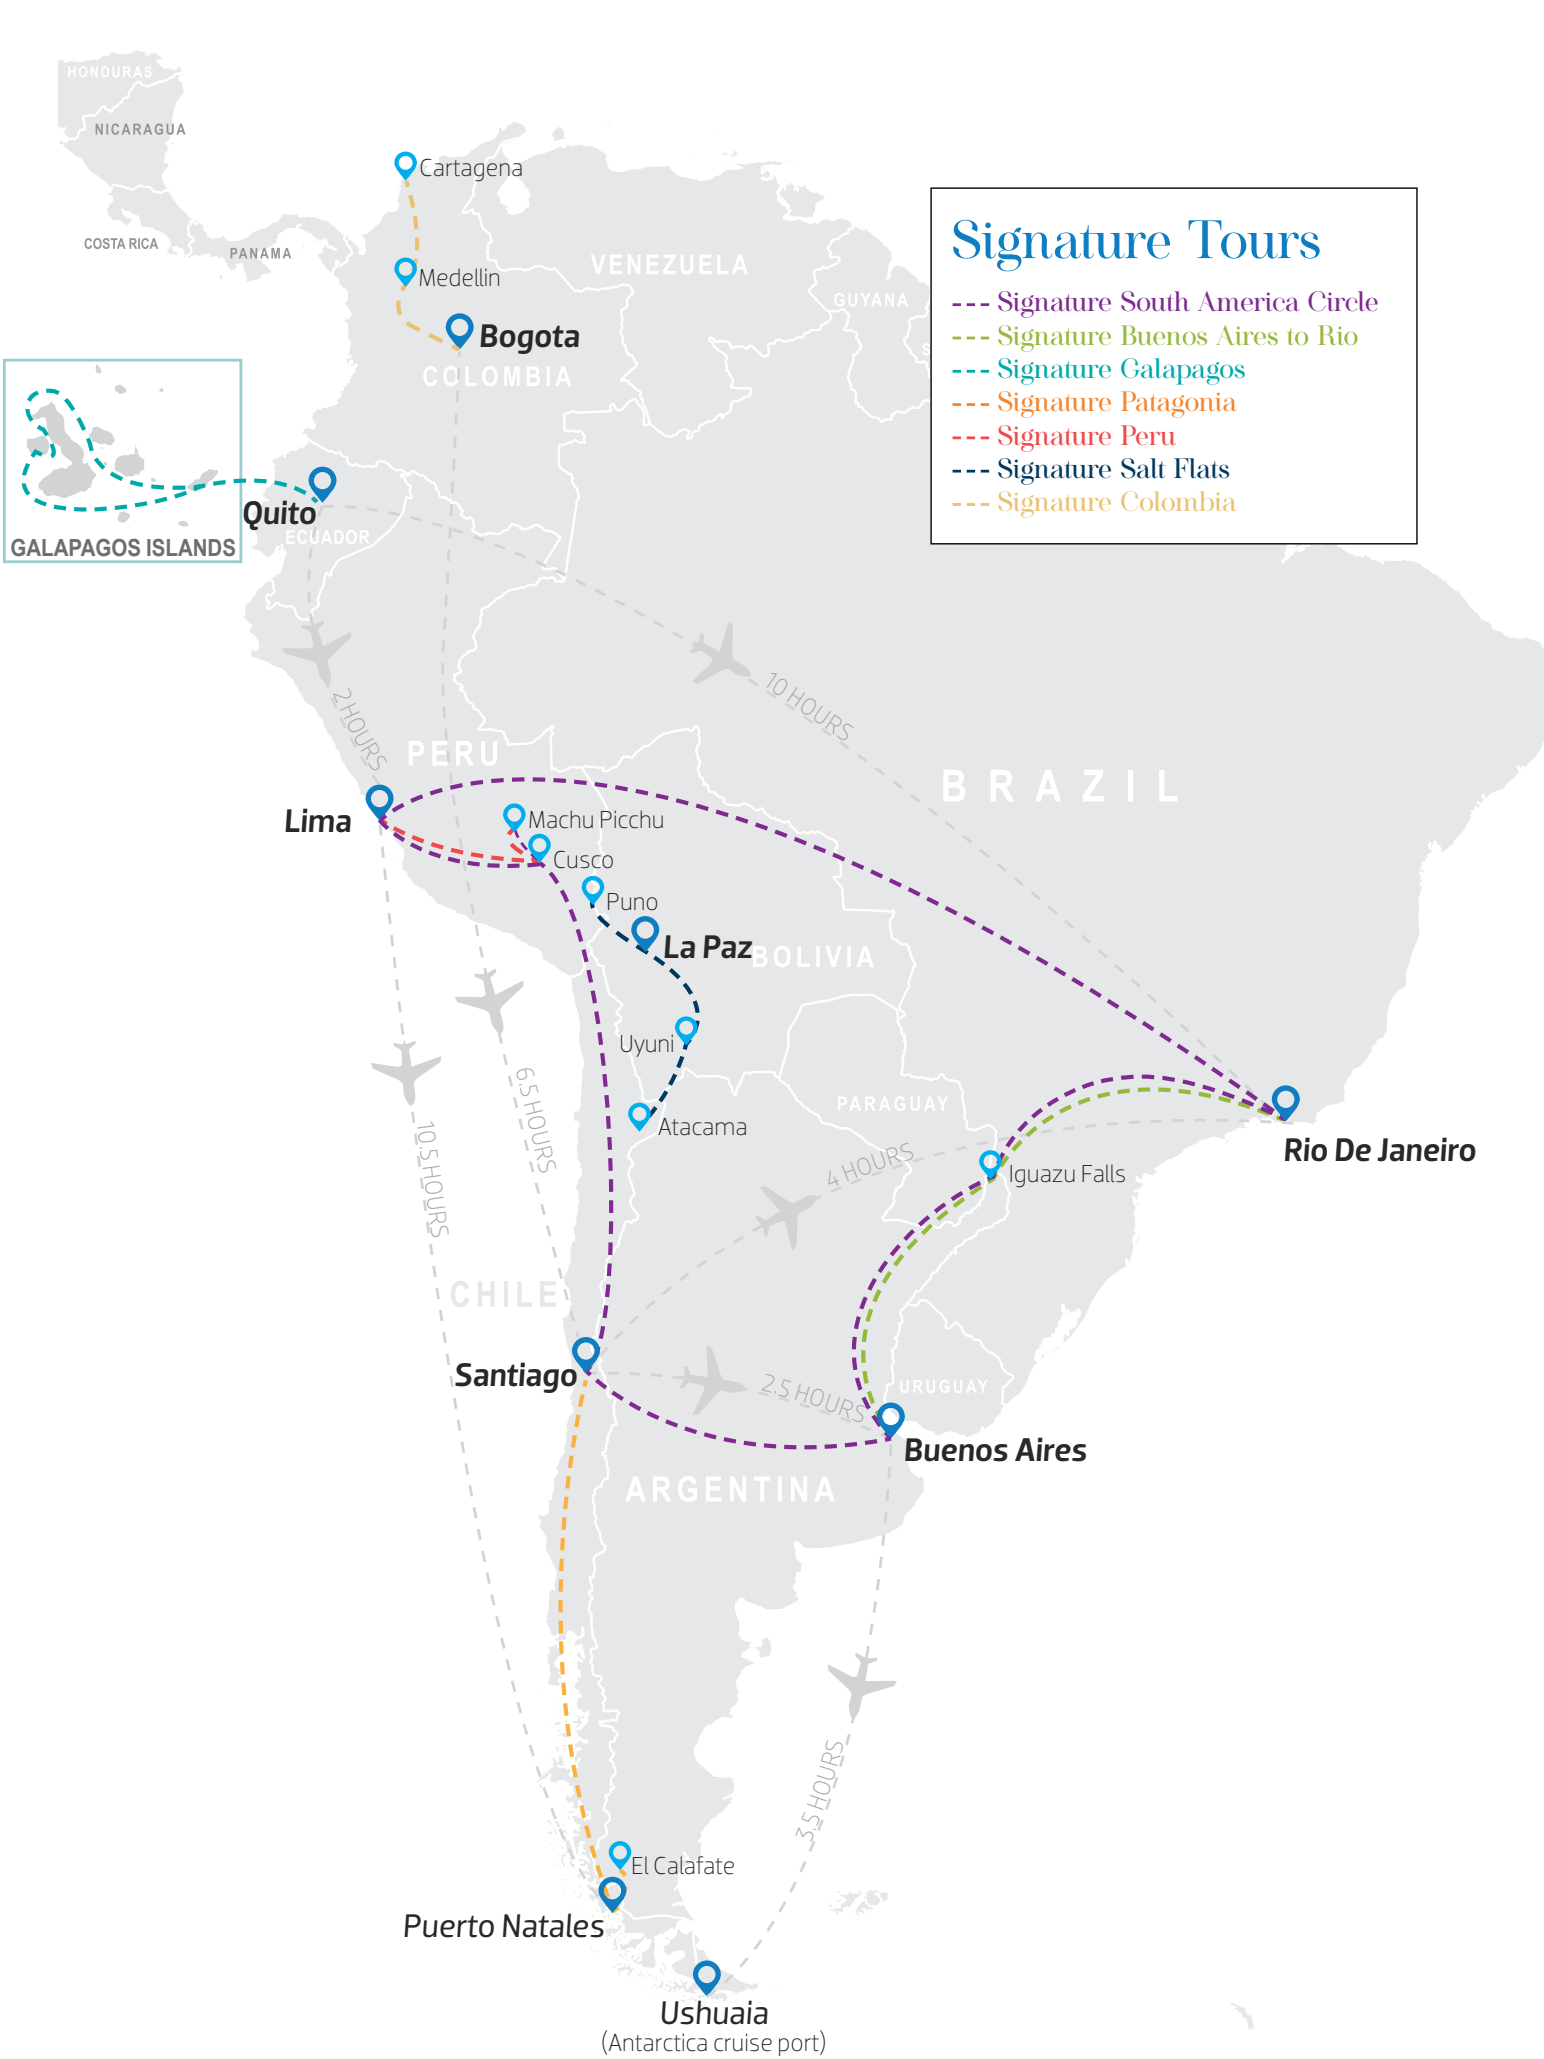 HONDURAS
NICARAGUA
COSTA RICA
PANAMA
Cartagena
Medellin
Bogota
COLOMBIA
VENEZUELA
GUYANA
S
Signature Tours
Signature South America Circle
Signature Buenos Aires to Rio
Signature Galapagos
Signature Patagonia
Signature Peru
Signature Salt Flats
Signature Colombia
GALAPAGOS ISLANDS
Quito
ECUADOR
2 HOURS
10 HOURS
PERU
BRAZIL
Lima
Machu Picchu
Cusco
Puno
La Paz
BOLIVIA
Uyuni
Atacama
6.5 HOURS
10.5 HOURS
PARAGUAY
4 HOURS
Iguazu Falls
Rio De Janeiro
CHILE
Santiago
2.5 HOURS
URUGUAY
Buenos Aires
ARGENTINA
3.5 HOURS
El Calafate
Puerto Natales
Ushuaia
(Antarctica cruise port)